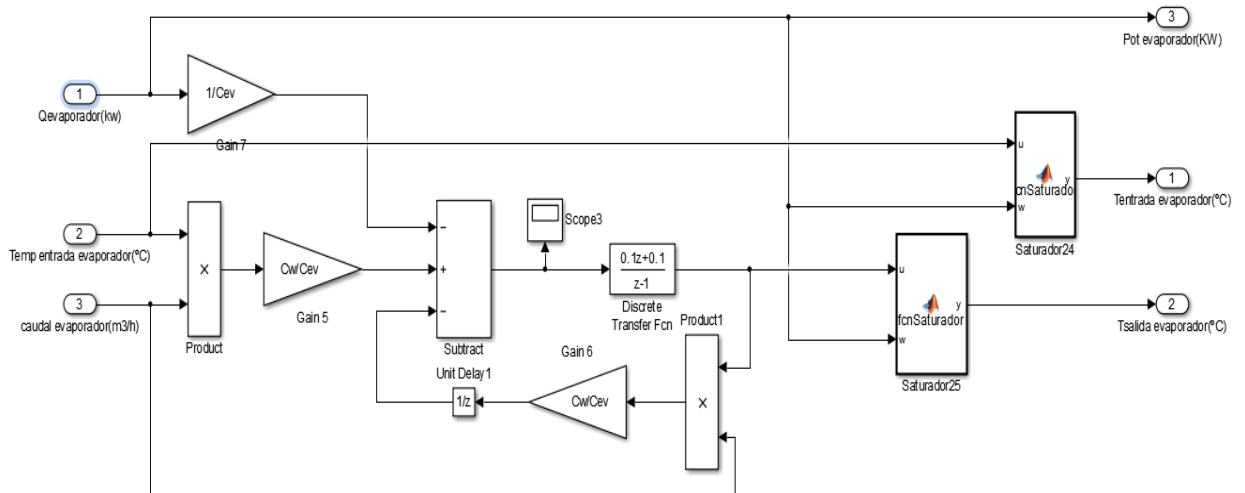 3
Pot evaporador(KW)
1
Qevaporador(kw)
1/Cev
Gain 7
u
w
y
cnSaturado
Saturador24
1
Tentrada evaporador(ºC)
2
Temp entrada evaporador(ºC)
3
caudal evaporador(m3/h)
X
Product
Cw/Cev
Gain 5
−
+
−
Subtract
Scope3
0.1z+0.1
z-1
Discrete
Transfer Fcn
u
w
y
fcnSaturador
Saturador25
2
Tsalida evaporador(ºC)
Product1
X
Gain 6
Cw/Cev
Unit Delay1
1/z